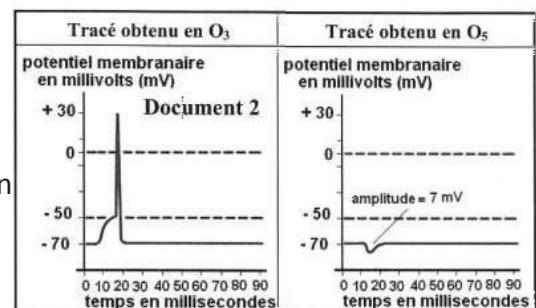 Tracé obtenu en O₃
potentiel membranaire
en millivolts (mV)
+ 30
Document 2
0
- 50
- 70
0 10 20 30 40 50 60 70 80 90
temps en millisecondes
Tracé obtenu en O₅
potentiel membranaire
en millivolts (mV)
+ 30
0
amplitude = 7 mV
- 50
- 70
0 10 20 30 40 50 60 70 80 90
temps en millisecondes
n